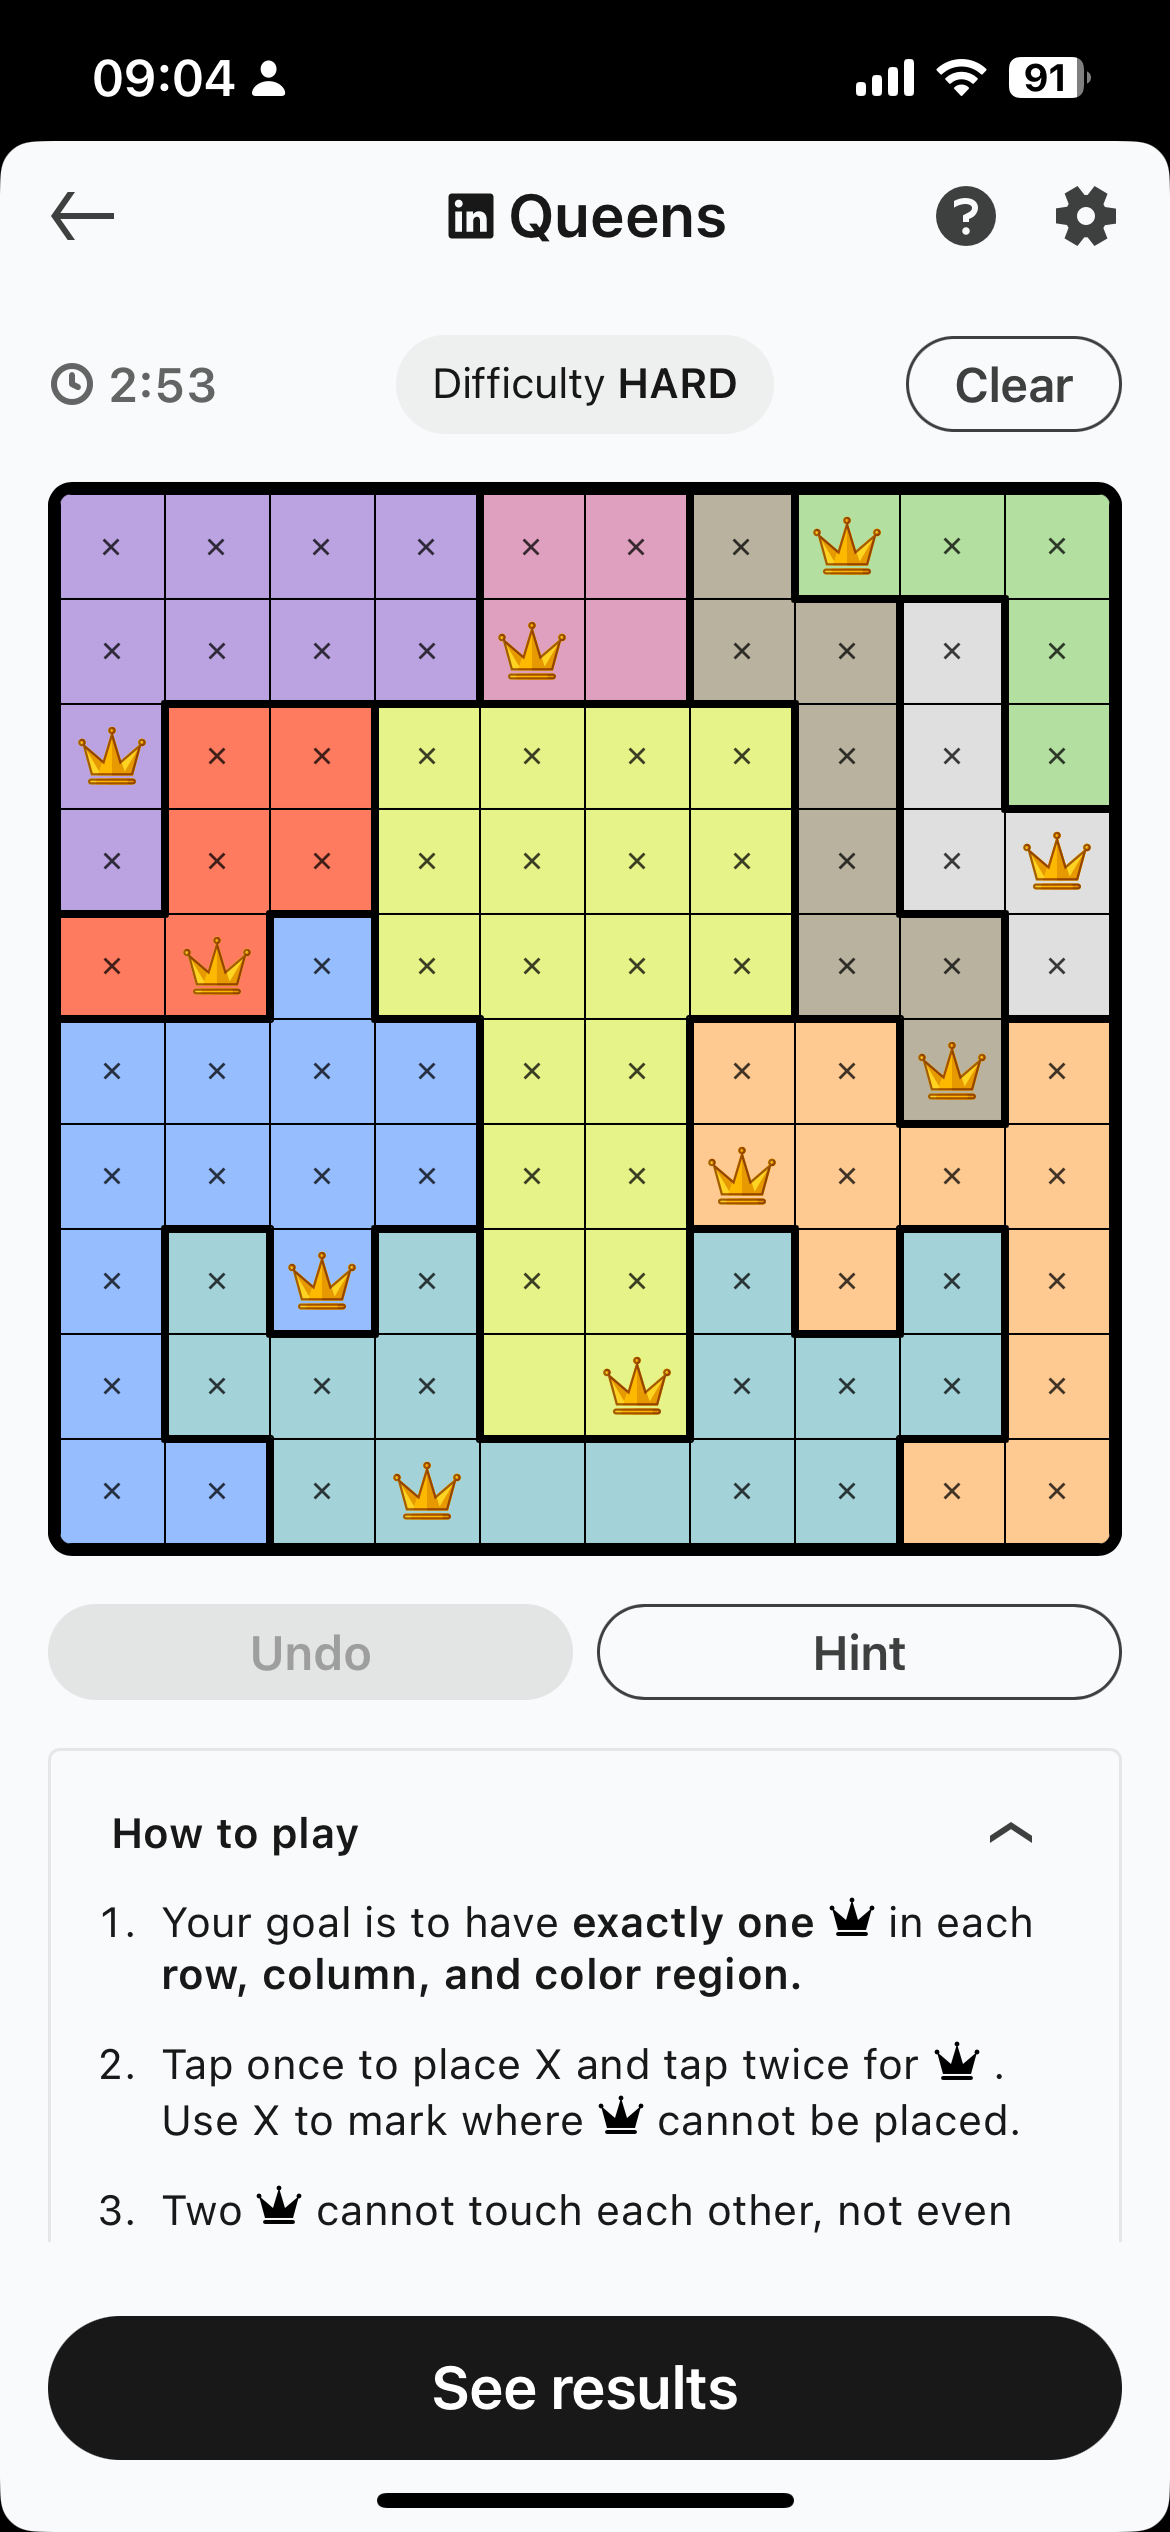 09:04
91
in Queens
2:53
Difficulty HARD
Clear
Undo
Hint
How to play
1. Your goal is to have exactly one in each
row, column, and color region.
2. Tap once to place X and tap twice for .
Use X to mark where cannot be placed.
3. Two cannot touch each other, not even
See results